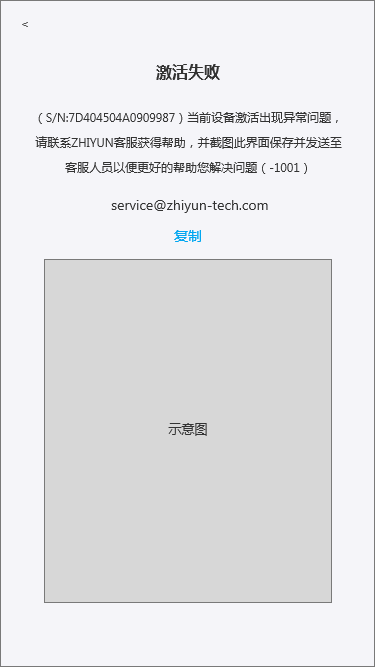 <
激活失败
（S/N:7D404504A0909987）当前设备激活出现异常问题，
请联系ZHIYUN客服获得帮助，并截图此界面保存并发送至
客服人员以便更好的帮助您解决问题（-1001）
service@zhiyun-tech.com
复制
示意图